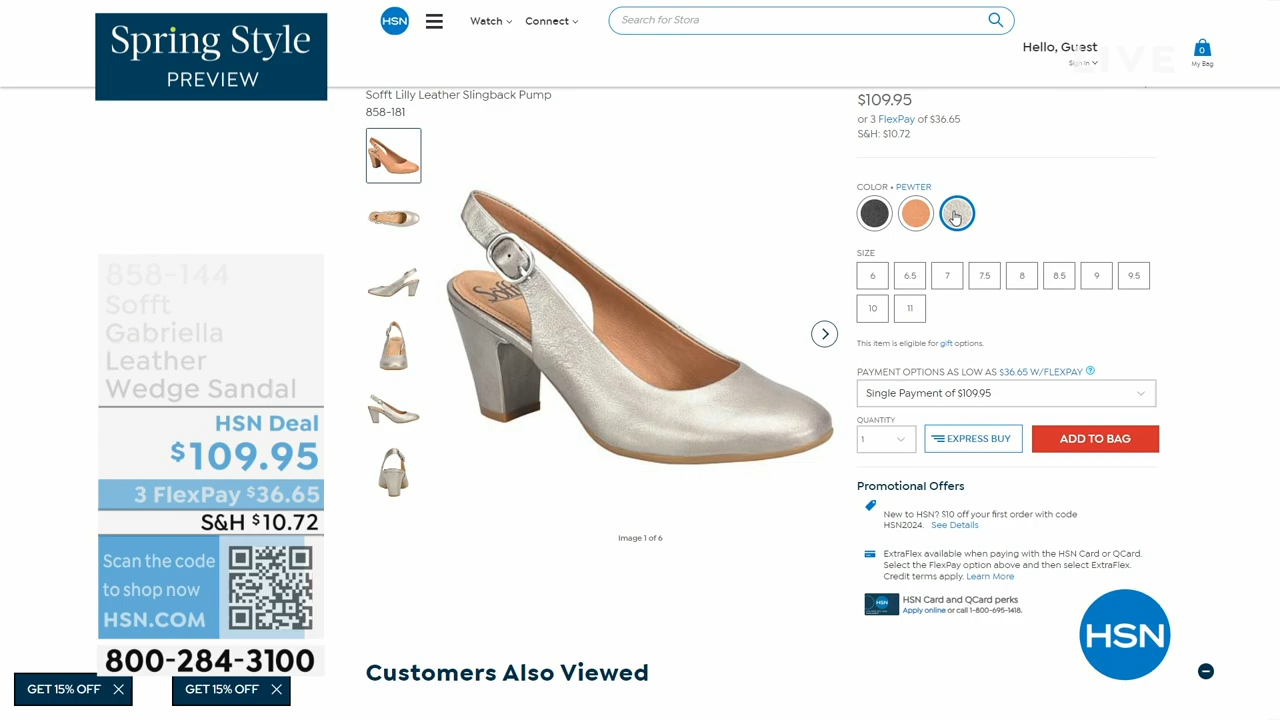 Spring Style
PREVIEW
HSN
Watch
Connect
Search for Stora
Hello, Guest
Sign In
LIVE
0
My Bag
Sofft Lilly Leather Slingback Pump
858-181
$109.95
or 3 FlexPay of $36.65
S&H: $10.72
COLOR • PEWTER
SIZE
6
6.5
7
7.5
8
8.5
9
9.5
10
11
This item is eligible for gift options.
PAYMENT OPTIONS AS LOW AS $36.65 W/FLEXPAY ?
Single Payment of $109.95
QUANTITY
1
EXPRESS BUY
ADD TO BAG
Promotional Offers
New to HSN? $10 off your first order with code
HSN2024. See Details
ExtraFlex available when paying with the HSN Card or QCard.
Select the FlexPay option above and then select ExtraFlex.
Credit terms apply. Learn More
HSN
HSN Card and QCard perks
Apply online or call 1-800-695-1418.
Sofft
Image 1 of 6
858-144
Sofft
Gabriella
Leather
Wedge Sandal
HSN Deal
$109.95
3 FlexPay $36.65
S&H $10.72
Scan the code
to shop now
HSN.COM
800-284-3100
GET 15% OFF
GET 15% OFF
Customers Also Viewed
HSN